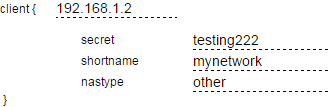 client { 192.168.1.2
secret testing222
shortname mynetwork
nastype other
}